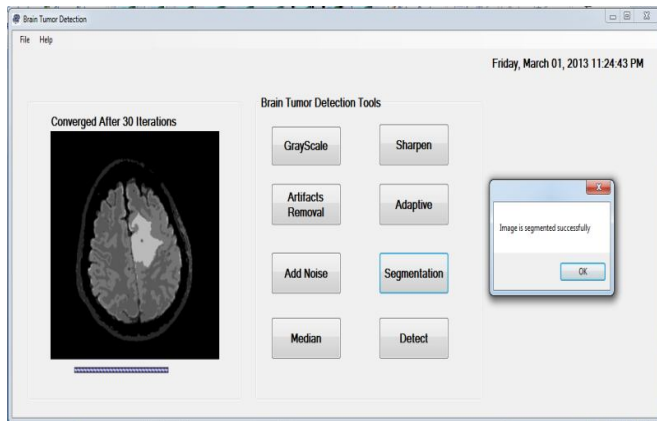 Brain Tumor Detection
File Help
Friday, March 01, 2013 11:24:43 PM
Brain Tumor Detection Tools
Converged After 30 Iterations
GrayScale
Sharpen
Artifacts
Removal
Adaptive
Image is segmented successfully
OK
Add Noise
Segmentation
Median
Detect